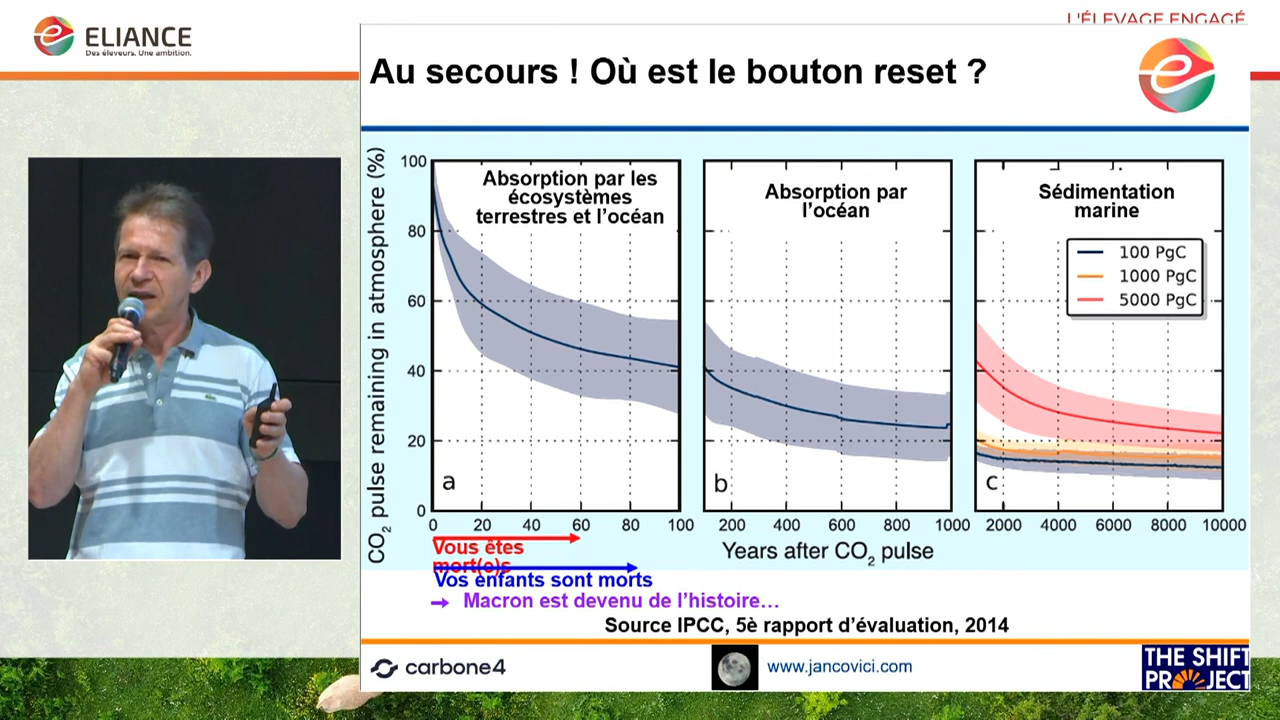 L'ÉLEVAGE ENGAGÉ
ELIANCE
Des éleveurs. Une ambition.
Au secours ! Où est le bouton reset ?
CO2 pulse remaining in atmosphere (%)
100
80
60
40
20
0
Absorption par les
écosystèmes
terrestres et l'océan
a
0 20 40 60 80 100
Absorption par
l'océan
b
200 400 600 800 1000
Sédimentation
marine
100 PgC
1000 PgC
5000 PgC
c
2000 4000 6000 8000 10000
Years after CO2 pulse
Vous êtes
mort(e)s
Vos enfants sont morts
Macron est devenu de l'histoire…
Source IPCC, 5è rapport d'évaluation, 2014
carbone4
www.jancovici.com
THE SHIFT
PROJECT